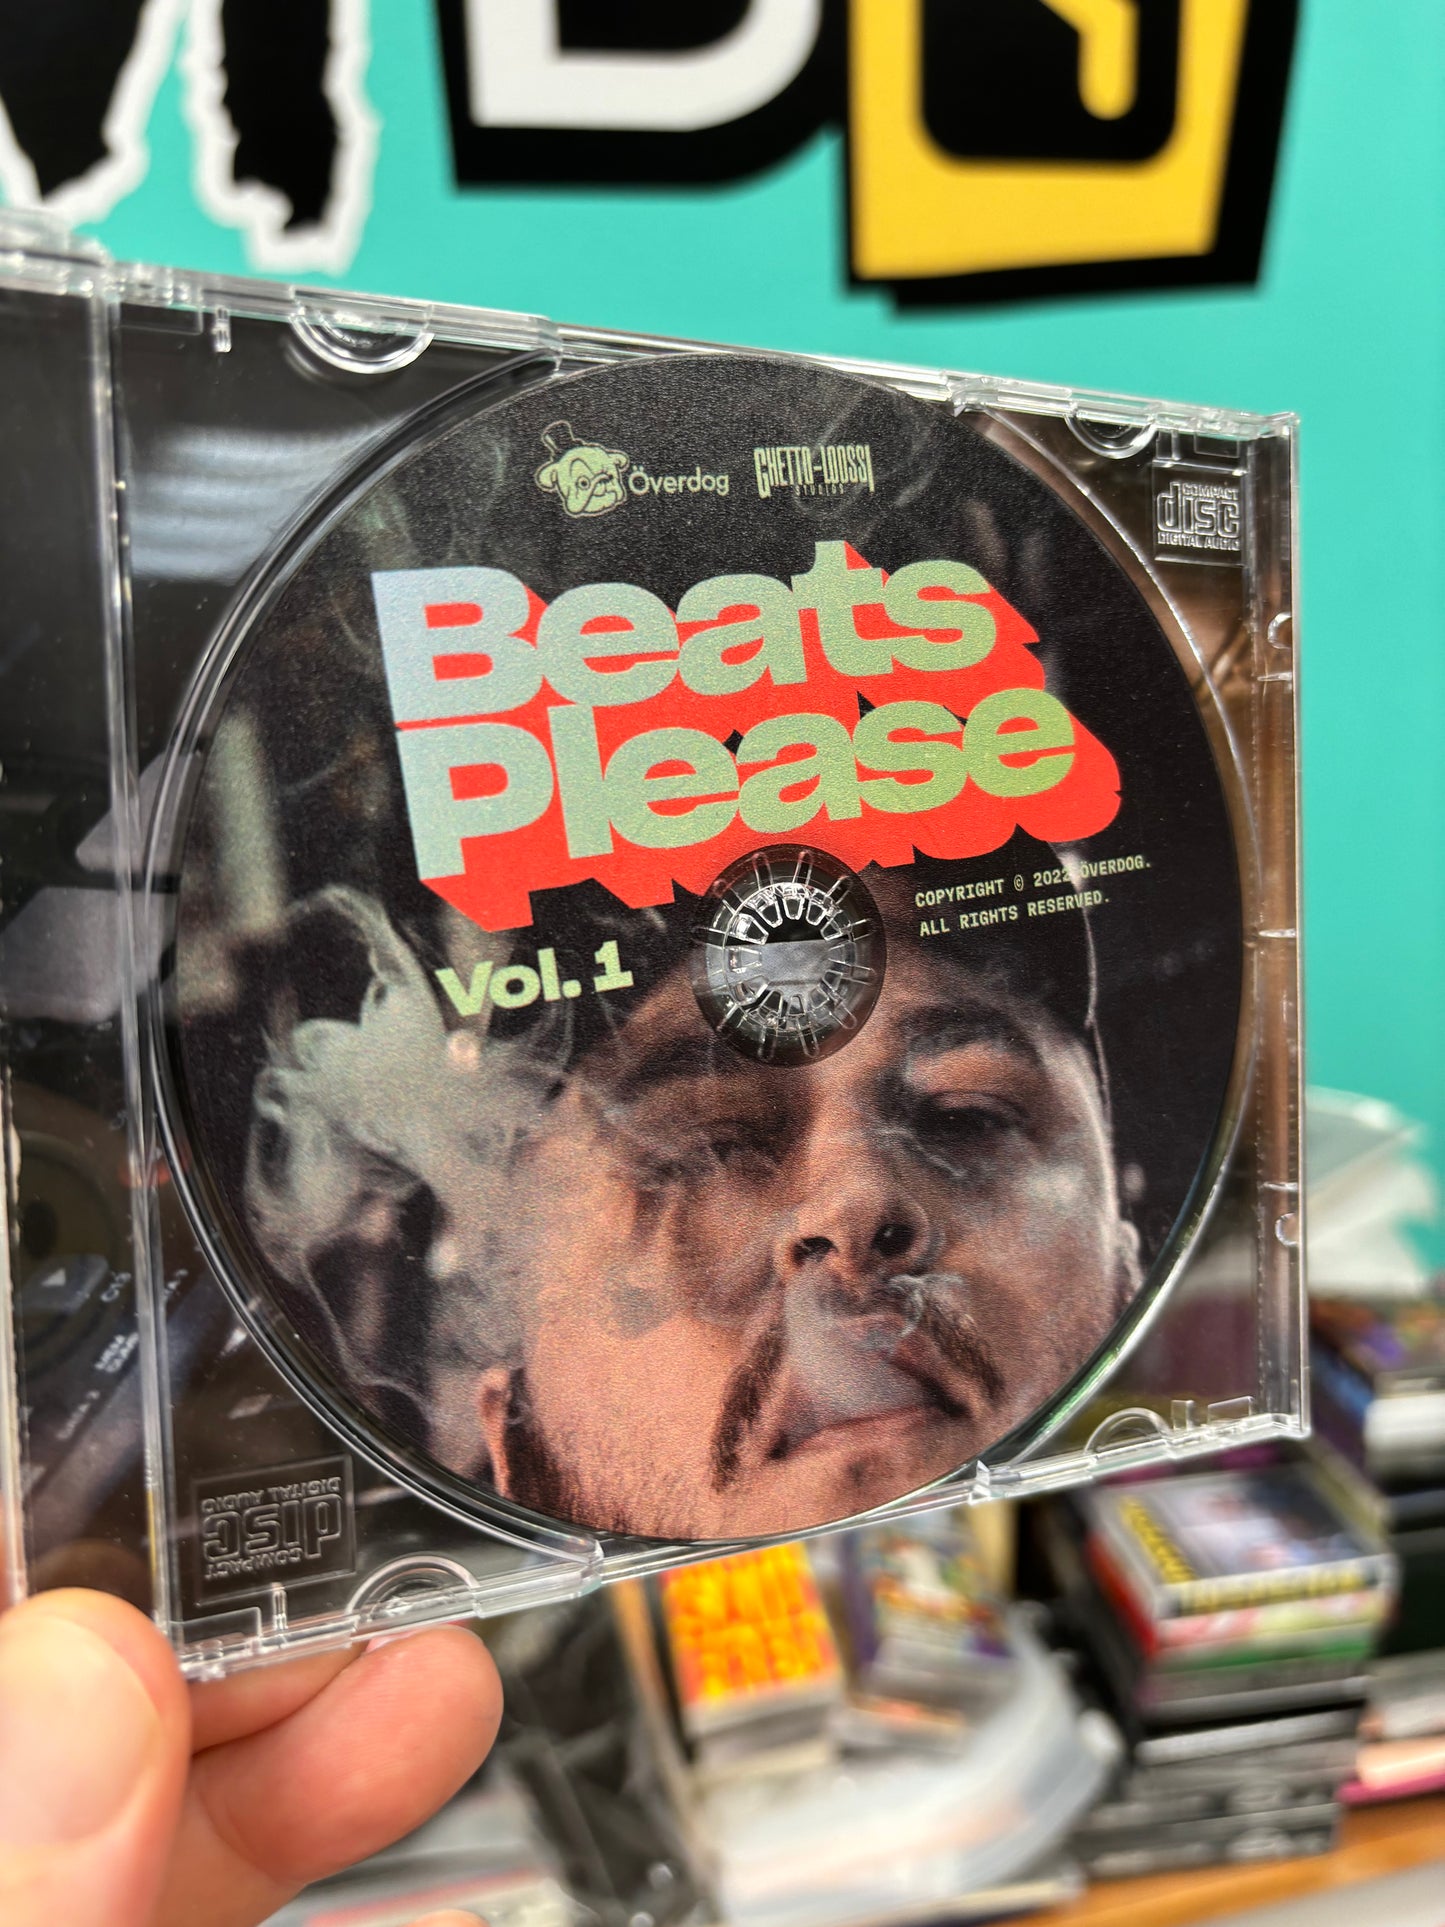 Överdog
GHETTO-LOOSSI
STUDIOS
Beats
Please
Vol. 1
COPYRIGHT © 2022 ÖVERDOG.
ALL RIGHTS RESERVED.
COMPACT
disc
DIGITAL AUDIO
COMPACT
disc
DIGITAL AUDIO